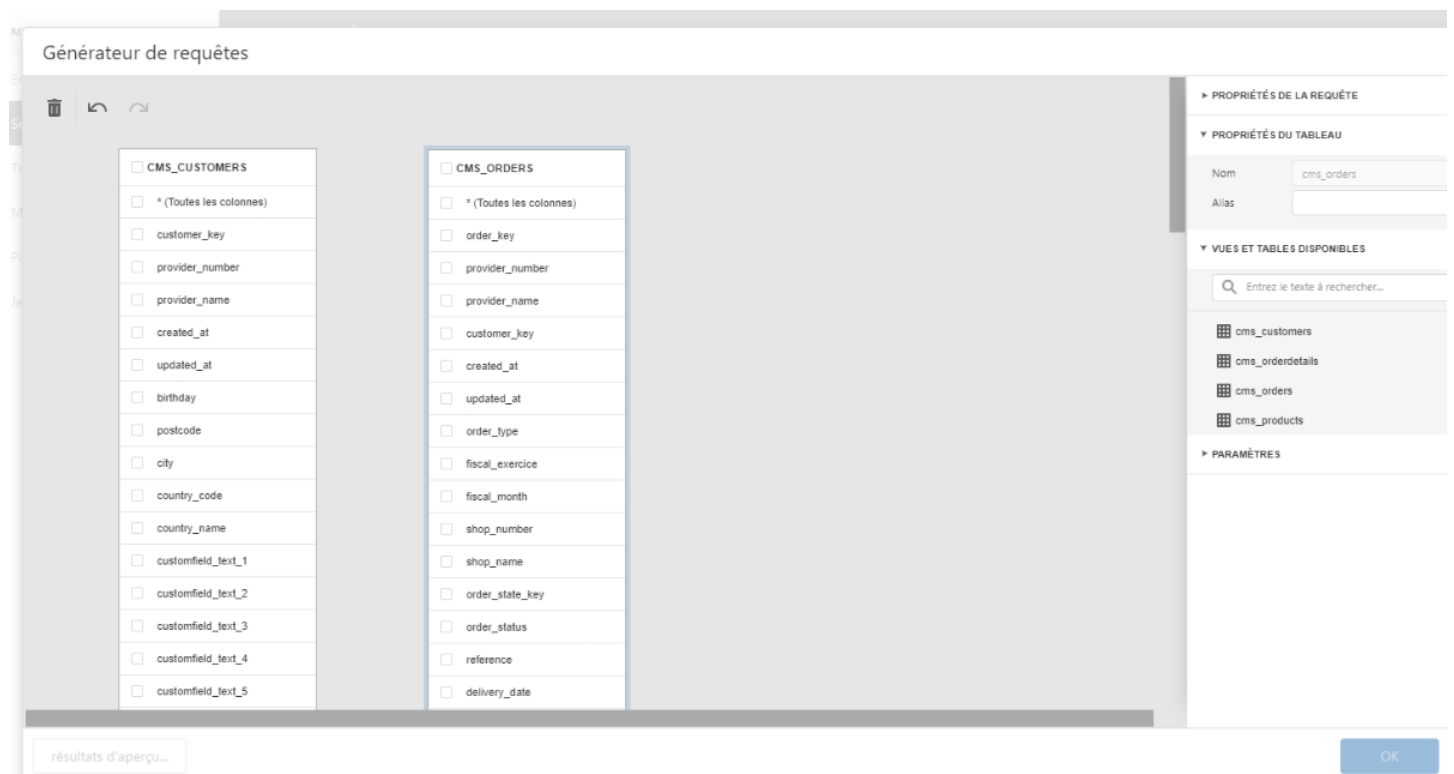 Générateur de requêtes
CMS_CUSTOMERS
* (Toutes les colonnes)
customer_key
provider_number
provider_name
created_at
updated_at
birthday
postcode
city
country_code
country_name
customfield_text_1
customfield_text_2
customfield_text_3
customfield_text_4
customfield_text_5
CMS_ORDERS
* (Toutes les colonnes)
order_key
provider_number
provider_name
customer_key
created_at
updated_at
order_type
fiscal_exercice
fiscal_month
shop_number
shop_name
order_state_key
order_status
reference
delivery_date
PROPRIÉTÉS DE LA REQUÊTE
PROPRIÉTÉS DU TABLEAU
Nom cms_orders
Alias
VUES ET TABLES DISPONIBLES
Entrez le texte à rechercher...
cms_customers
cms_orderdetails
cms_orders
cms_products
PARAMÈTRES
résultats d'aperçu...
OK